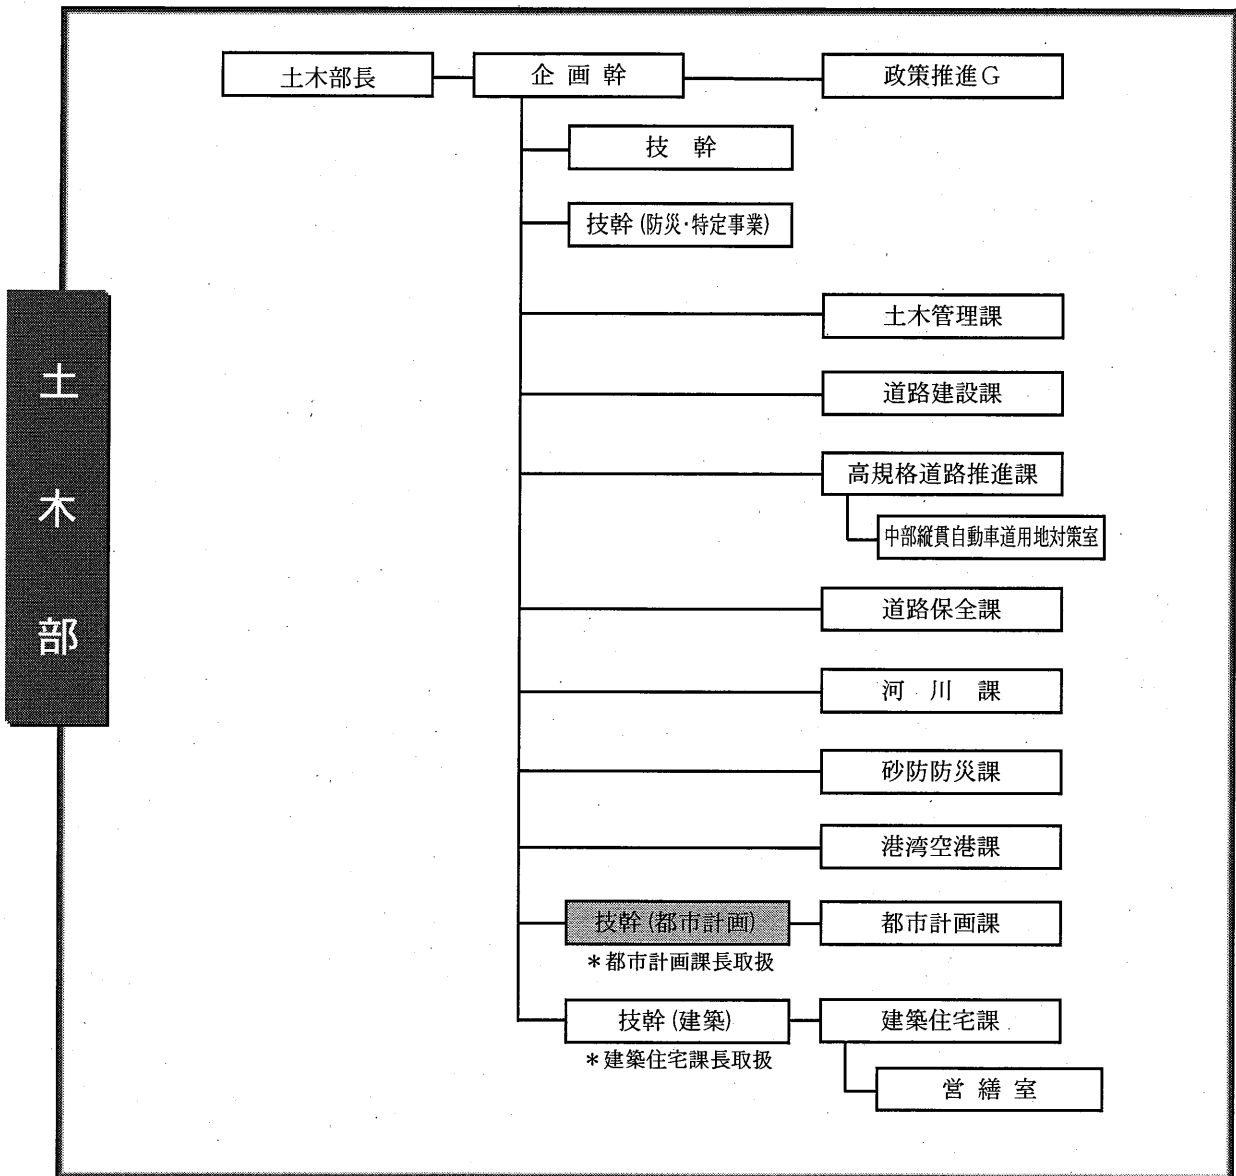 土木部
土木部長
企画幹
政策推進G
技幹
技幹(防災・特定事業)
土木管理課
道路建設課
高規格道路推進課
中部縦貫自動車道用地対策室
道路保全課
河川課
砂防防災課
港湾空港課
技幹(都市計画)
都市計画課
*都市計画課長取扱
技幹(建築)
建築住宅課
*建築住宅課長取扱
営繕室